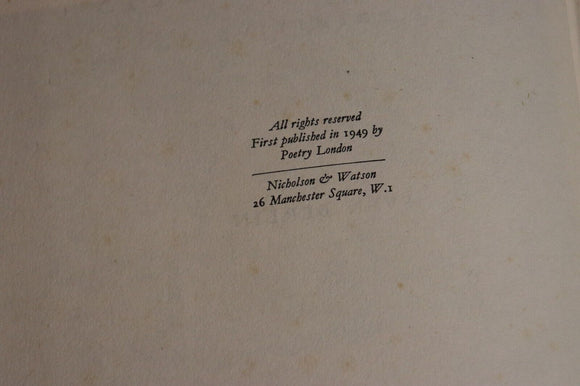 All rights reserved
First published in 1949 by
Poetry London
Nicholson & Watson
26 Manchester Square, W.1